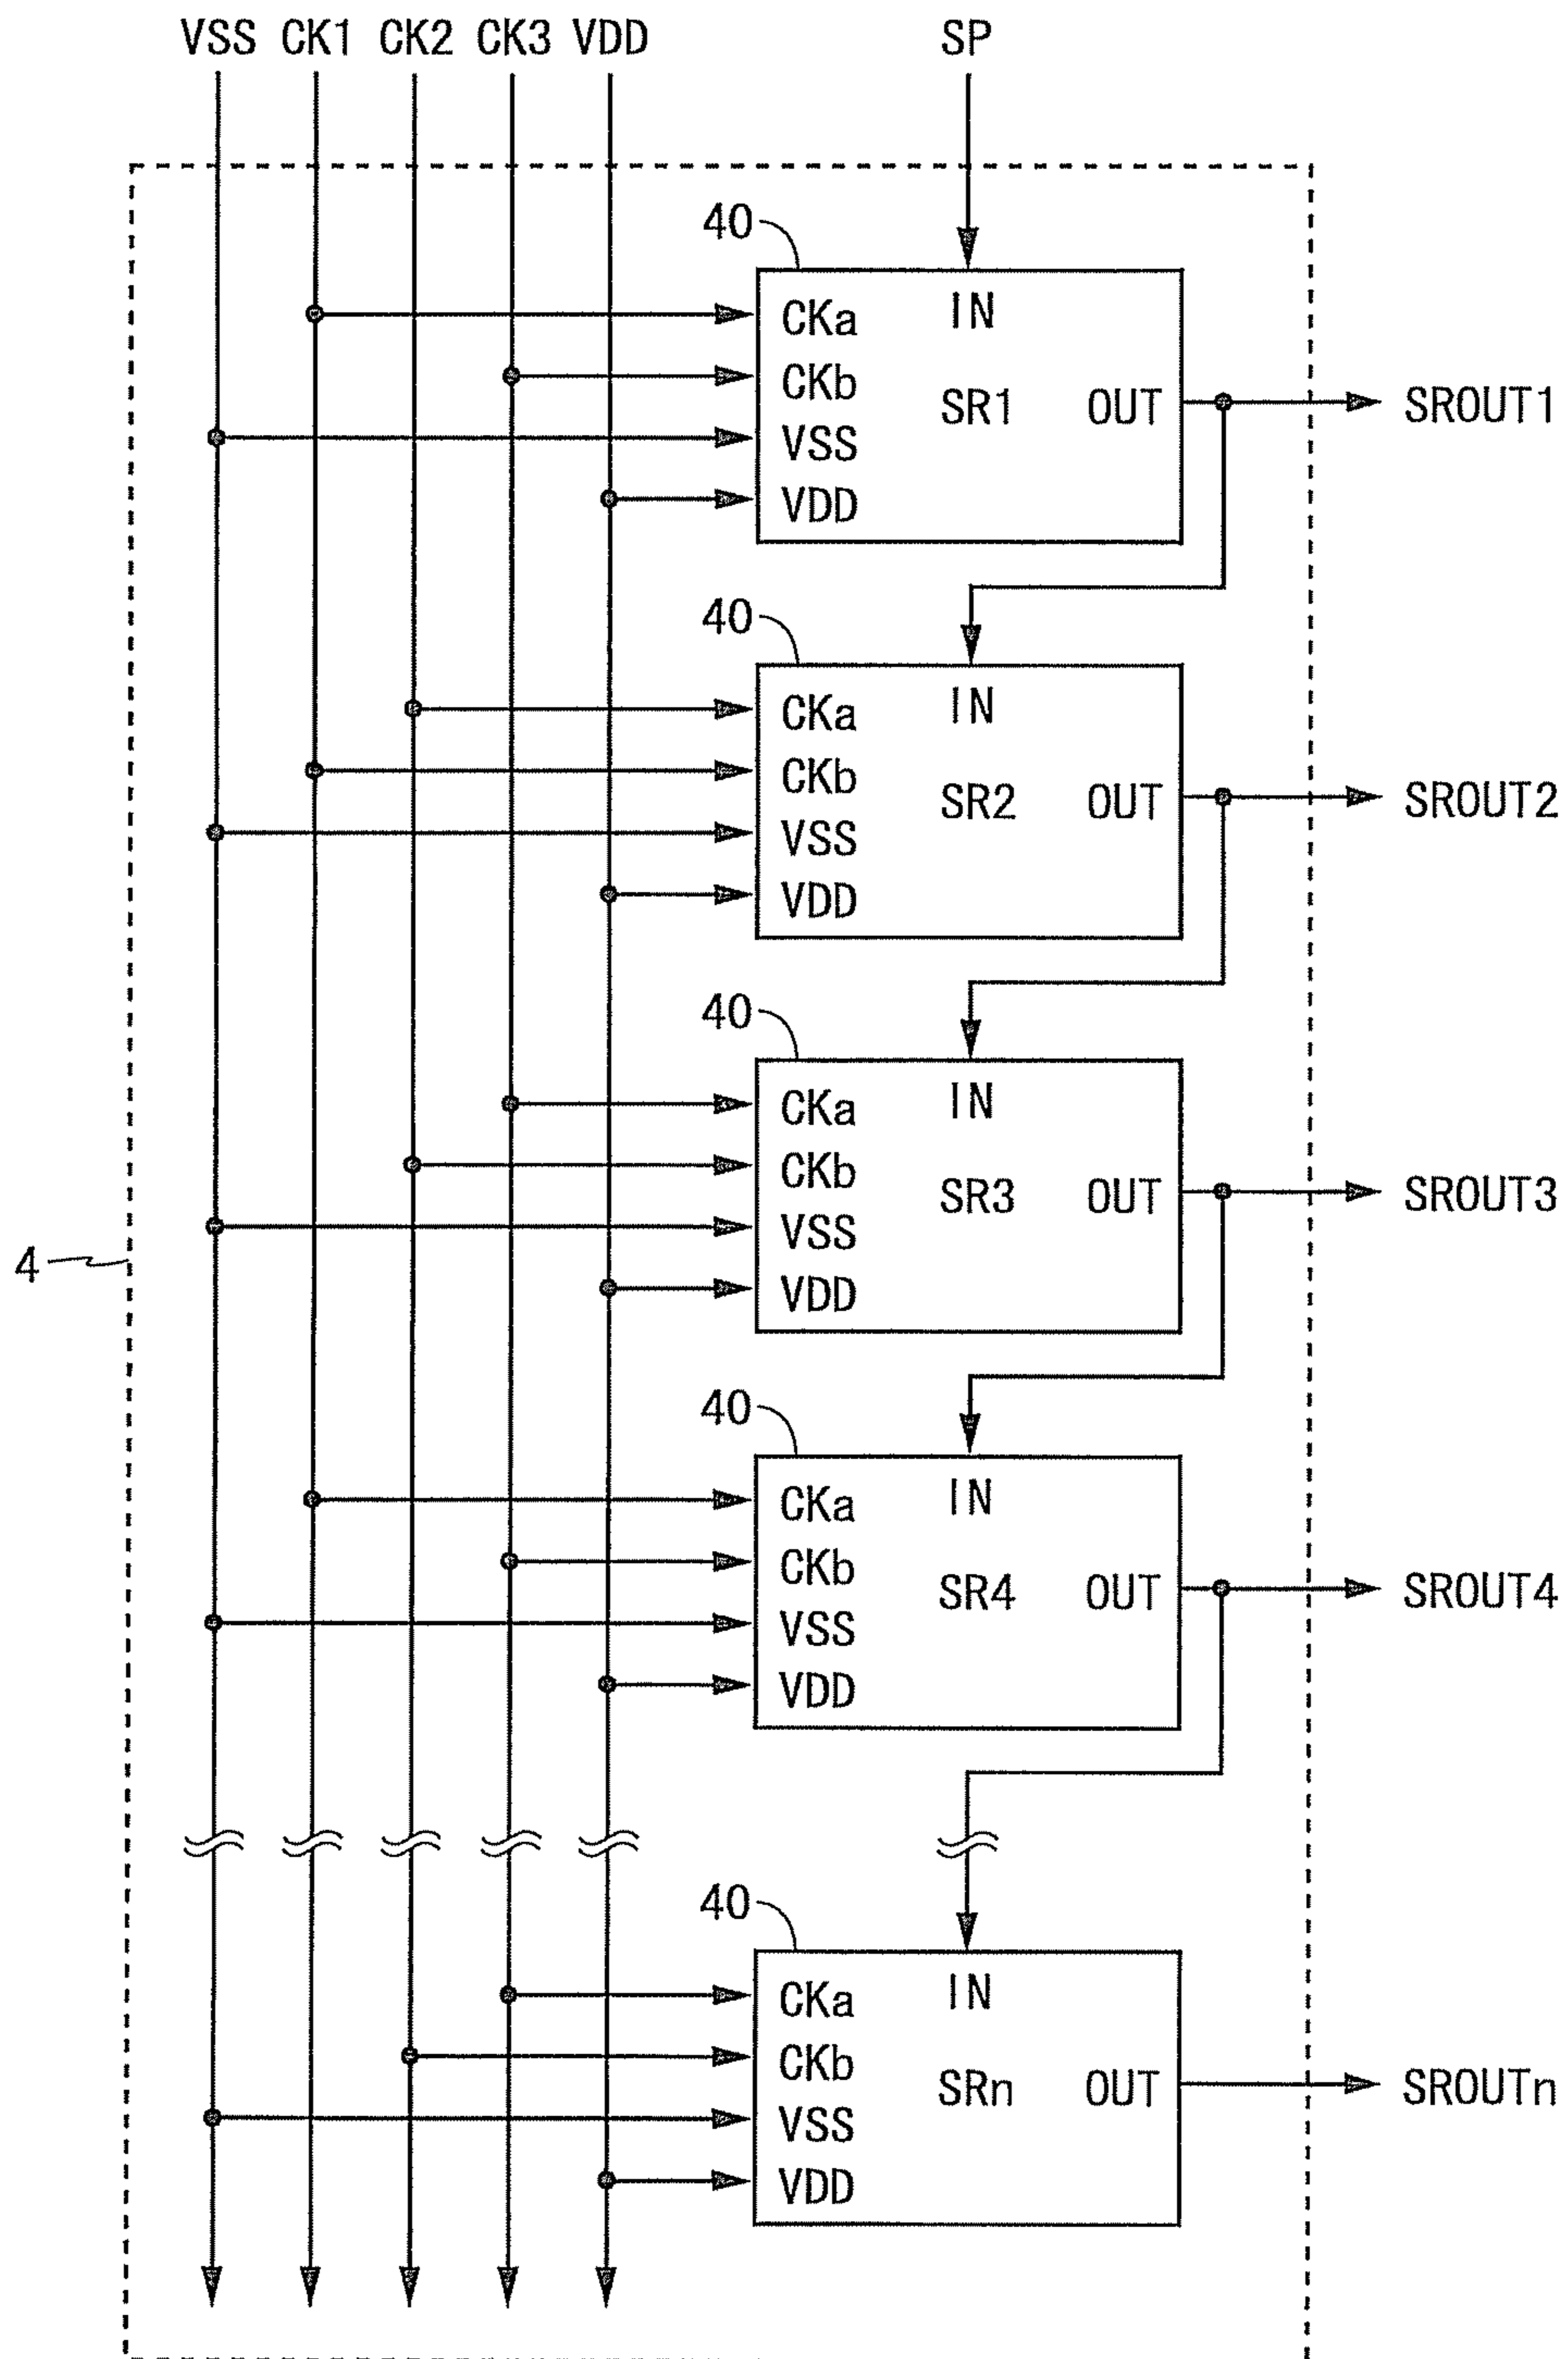 VSS CK1 CK2 CK3 VDD SP
40
CKa IN
CKb
SR1 OUT SROUT1
VSS
VDD
40
CKa IN
CKb
SR2 OUT SROUT2
VSS
VDD
40
CKa IN
CKb
SR3 OUT SROUT3
VSS
4
VDD
40
CKa IN
CKb
SR4 OUT SROUT4
VSS
VDD
40
CKa IN
CKb
SRn OUT SROUTn
VSS
VDD